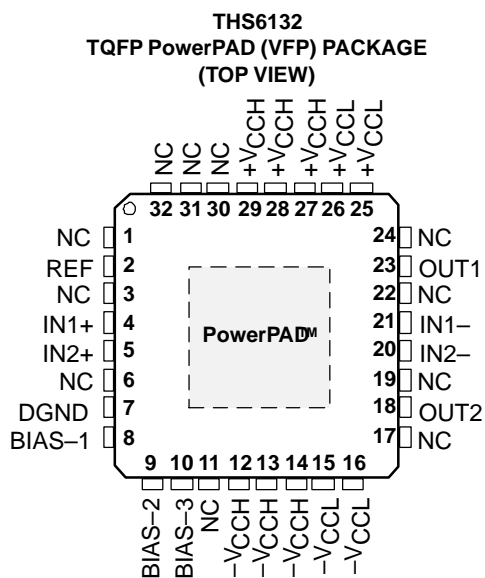 THS6132
TQFP PowerPAD (VFP) PACKAGE
(TOP VIEW)
NC
NC
NC
+VCCH
+VCCH
+VCCH
+VCCL
+VCCL
32 31 30 29 28 27 26 25
NC 1
REF 2
NC 3
IN1+ 4
IN2+ 5
NC 6
DGND 7
BIAS–1 8
24 NC
23 OUT1
22 NC
21 IN1–
20 IN2–
19 NC
18 OUT2
17 NC
PowerPAD™
9 10 11 12 13 14 15 16
BIAS–2
BIAS–3
NC
–VCCH
–VCCH
–VCCH
–VCCL
–VCCL